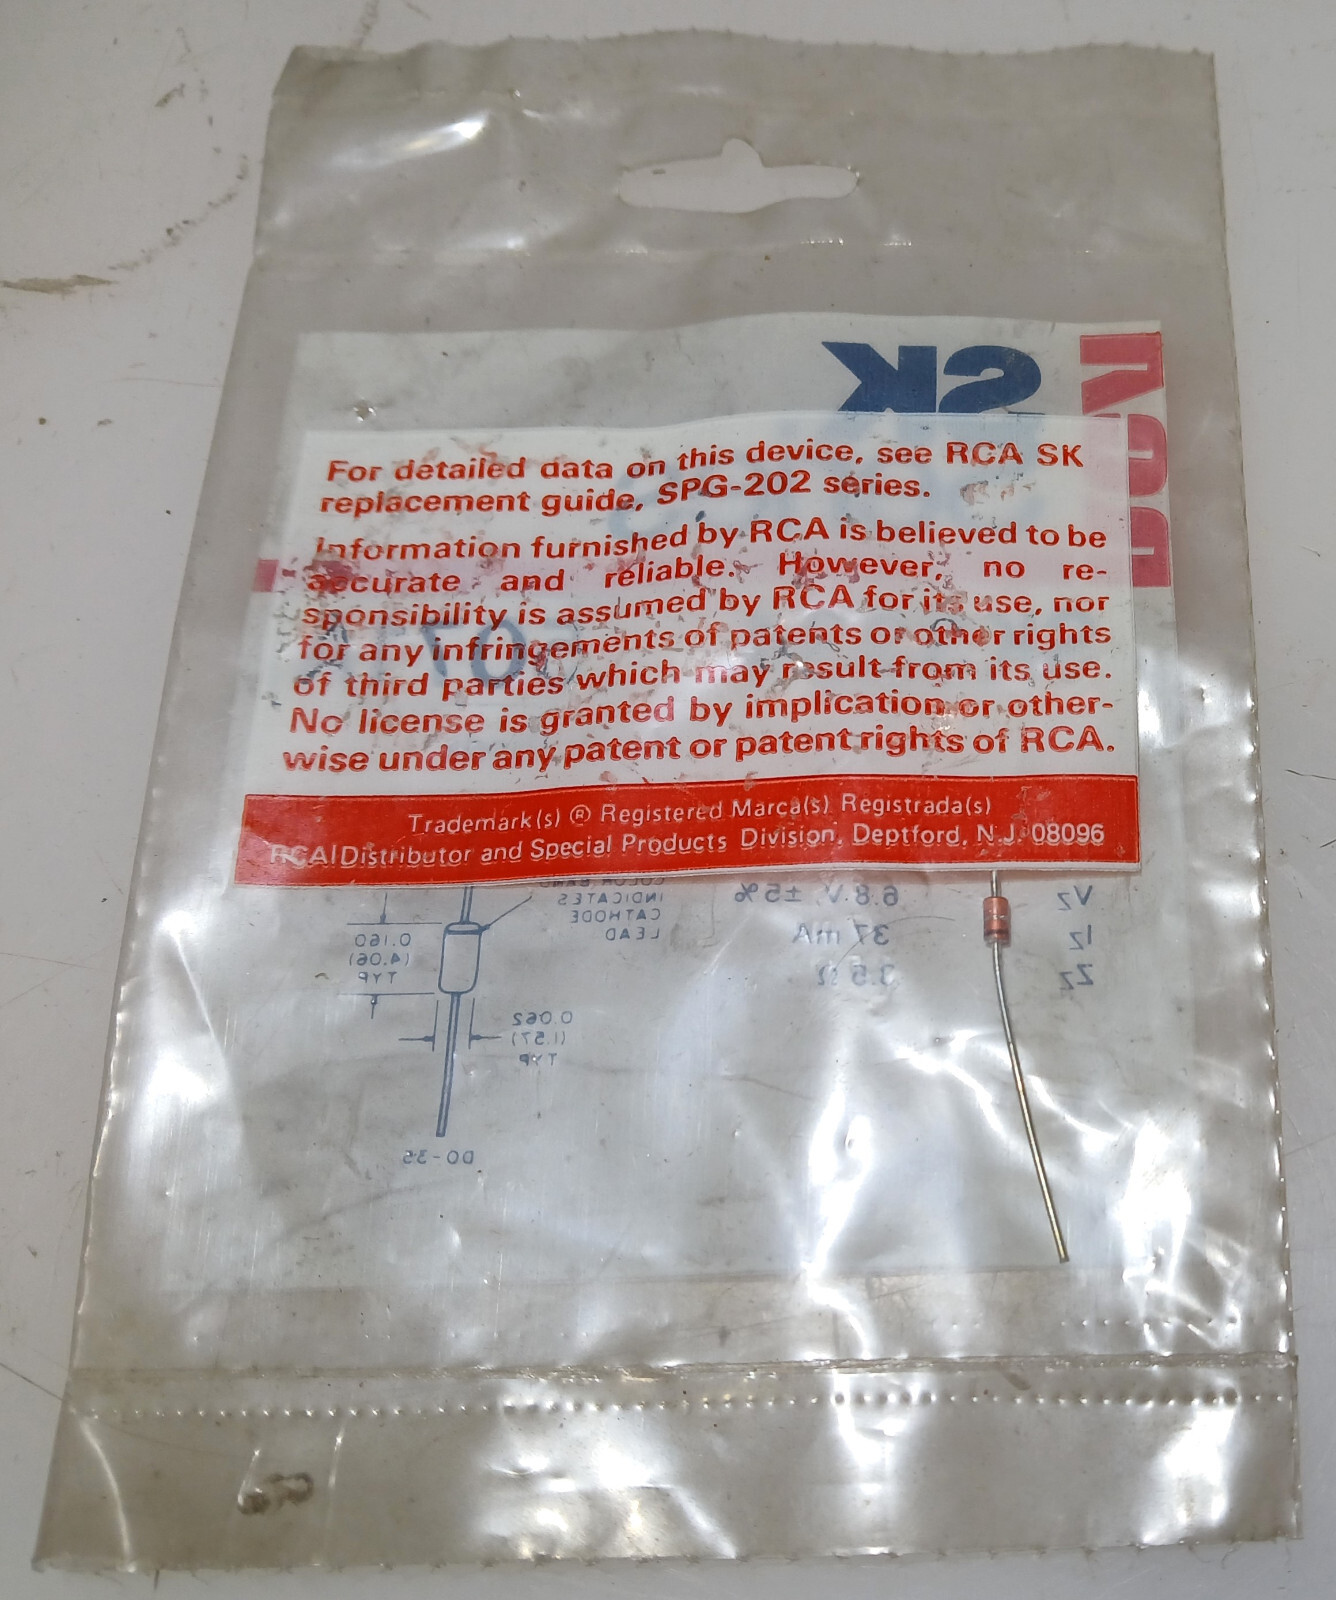 SK
RCA
For detailed data on this device, see RCA SK
replacement guide, SPG-202 series.
Information furnished by RCA is believed to be
accurate and reliable. However, no re-
sponsibility is assumed by RCA for its use, nor
for any infringements of patents or other rights
of third parties which may result from its use.
No license is granted by implication or other-
wise under any patent or patent rights of RCA.
Trademark(s) ® Registered Marca(s) Registrada(s)
RCA|Distributor and Special Products Division, Deptford, N.J. 08096
COLOR BAND
INDICATES
CATHODE
LEAD
0.160
(4.06)
TYP
0.062
(1.57)
TYP
DO-35
Vz 6.8 V, ±5%
Iz 37 mA
Zz 3.5 Ω